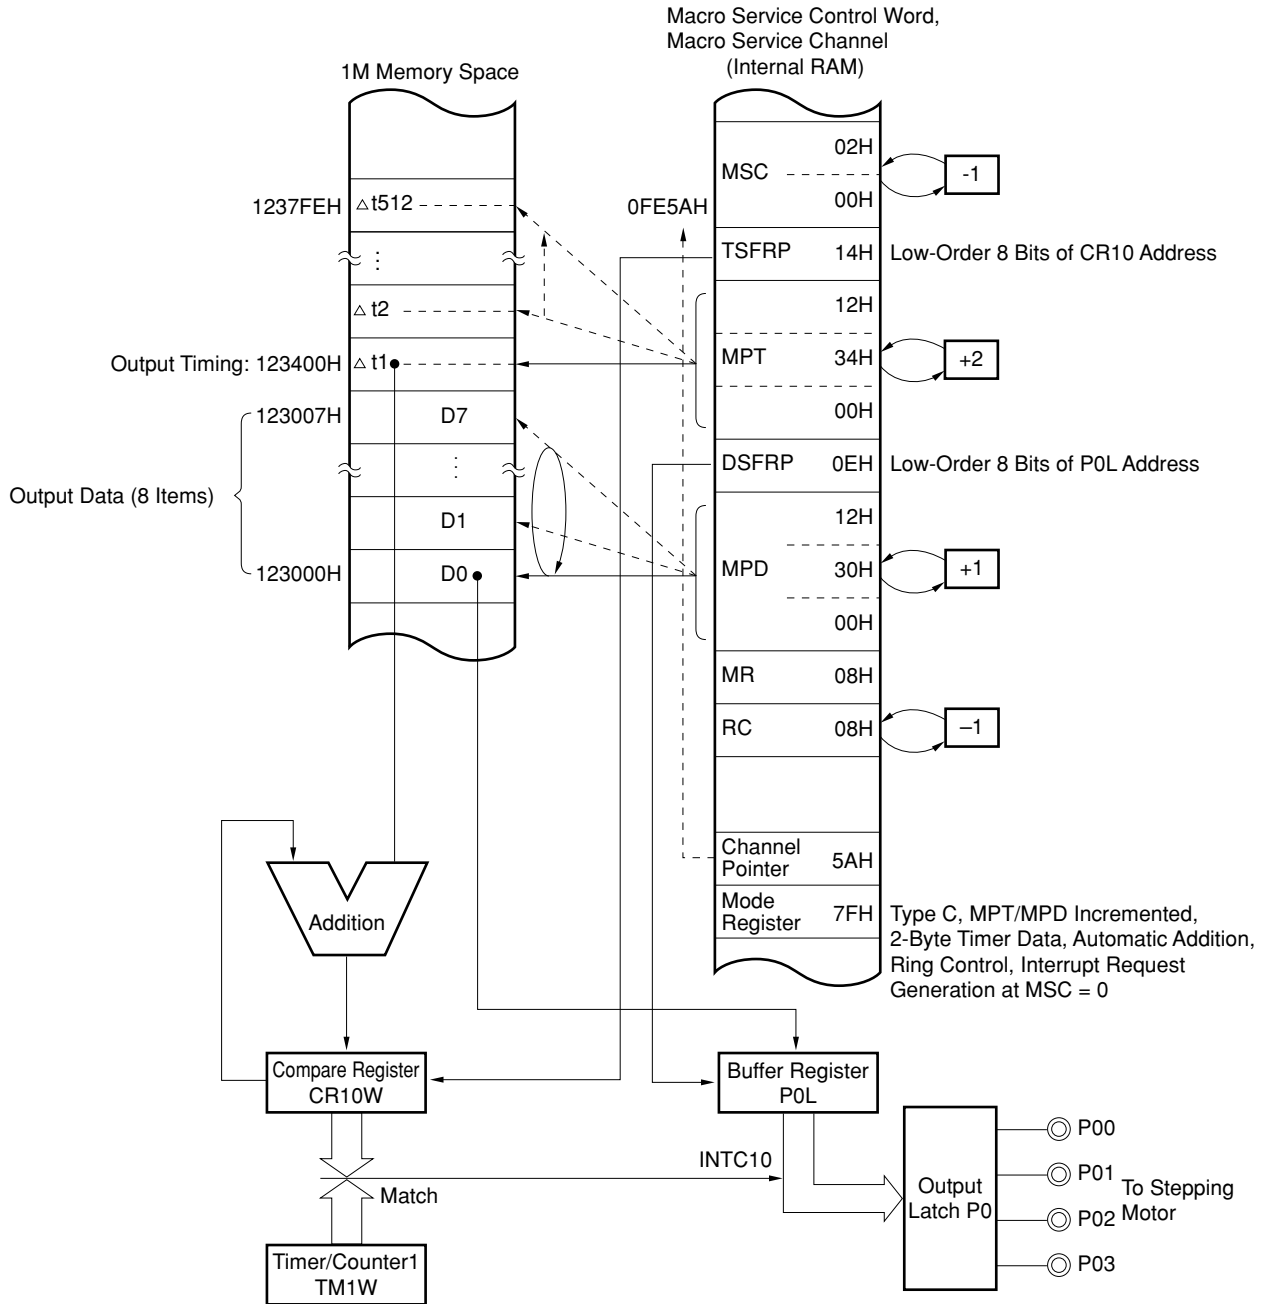 Macro Service Control Word,
Macro Service Channel
(Internal RAM)
1M Memory Space
02H
MSC
-1
00H
1237FEH
△t512
0FE5AH
TSFRP 14H Low-Order 8 Bits of CR10 Address
⋮
12H
△t2
Output Timing: 123400H △t1
MPT 34H
+2
00H
123007H D7
DSFRP 0EH Low-Order 8 Bits of P0L Address
⋮
Output Data (8 Items)
D1
12H
123000H D0
MPD 30H
+1
00H
MR 08H
RC 08H
–1
Channel
Pointer 5AH
Mode
Register 7FH
Type C, MPT/MPD Incremented,
2-Byte Timer Data, Automatic Addition,
Ring Control, Interrupt Request
Generation at MSC = 0
Addition
Compare Register
CR10W
Buffer Register
P0L
INTC10
Match
Timer/Counter1
TM1W
Output
Latch P0
P00
P01
P02
P03
To Stepping
Motor